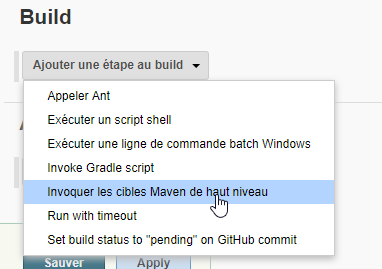 Build
Ajouter une étape au build
Appeler Ant
Exécuter un script shell
Exécuter une ligne de commande batch Windows
Invoke Gradle script
Invoquer les cibles Maven de haut niveau
Run with timeout
Set build status to "pending" on GitHub commit
Sauver
Apply